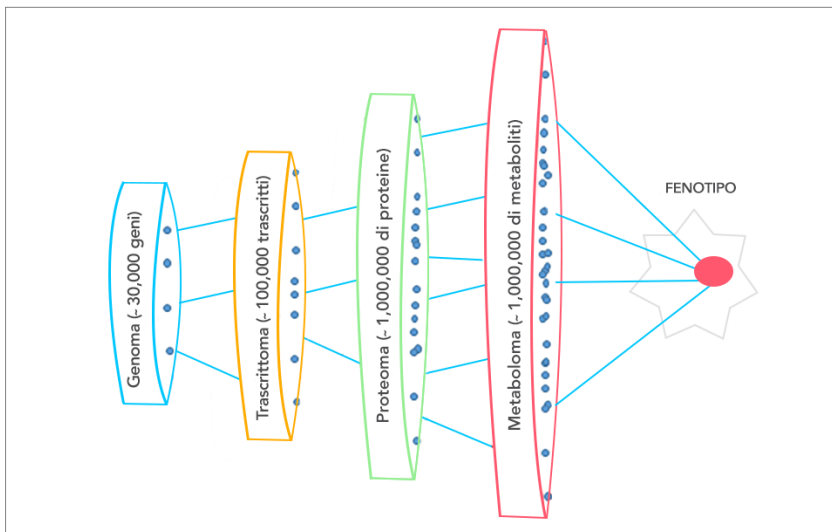 Genoma (- 30,000 geni)
Trascrittoma (- 100,000 trascritti)
Proteoma (- 1,000,000 di proteine)
Metaboloma (- 1,000,000 di metaboliti)
FENOTIPO